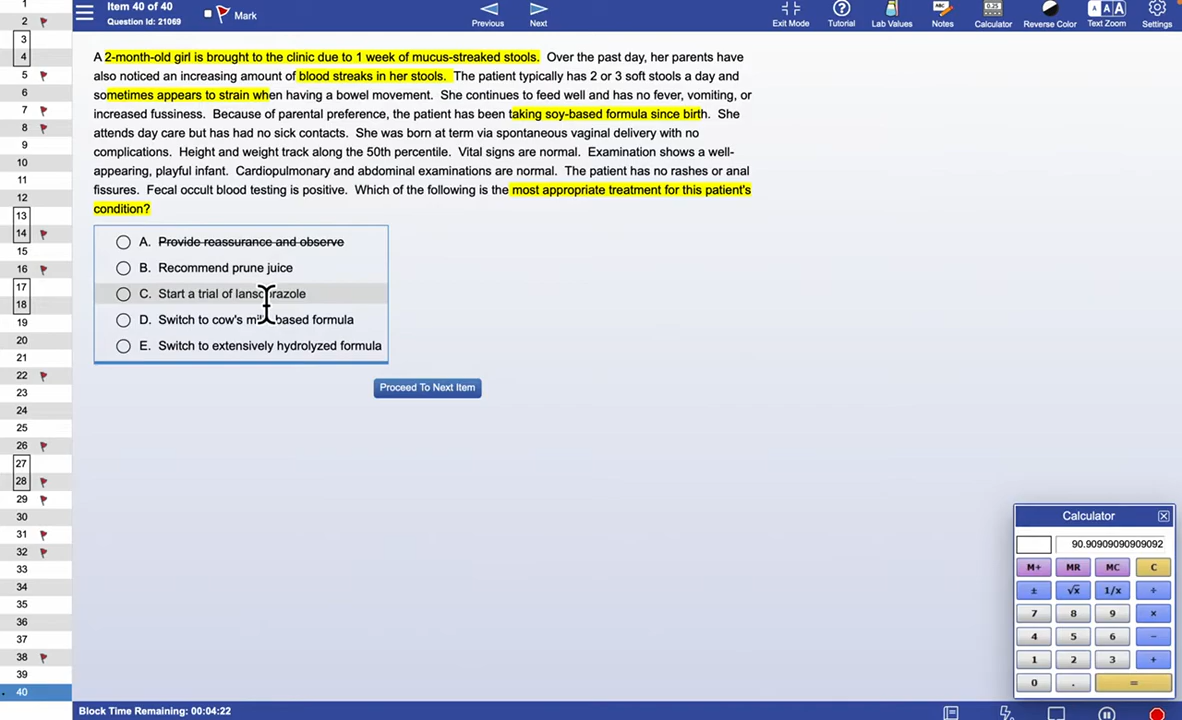 Item 40 of 40
Question Id: 21069
Mark
Previous
Next
Exit Mode
Tutorial
Lab Values
Notes
Calculator
Reverse Color
Text Zoom
Settings
1
2
3
4
5
6
7
8
9
10
11
12
13
14
15
16
17
18
19
20
21
22
23
24
25
26
27
28
29
30
31
32
33
34
35
36
37
38
39
40
A 2-month-old girl is brought to the clinic due to 1 week of mucus-streaked stools. Over the past day, her parents have
also noticed an increasing amount of blood streaks in her stools. The patient typically has 2 or 3 soft stools a day and
sometimes appears to strain when having a bowel movement. She continues to feed well and has no fever, vomiting, or
increased fussiness. Because of parental preference, the patient has been taking soy-based formula since birth. She
attends day care but has had no sick contacts. She was born at term via spontaneous vaginal delivery with no
complications. Height and weight track along the 50th percentile. Vital signs are normal. Examination shows a well-
appearing, playful infant. Cardiopulmonary and abdominal examinations are normal. The patient has no rashes or anal
fissures. Fecal occult blood testing is positive. Which of the following is the most appropriate treatment for this patient's
condition?
A. Provide reassurance and observe
B. Recommend prune juice
C. Start a trial of lansoprazole
D. Switch to cow's milk-based formula
E. Switch to extensively hydrolyzed formula
Proceed To Next Item
Calculator
90.90909090909092
M+ MR MC C
± √x 1/x ÷
7 8 9 ×
4 5 6 −
1 2 3 +
0 . =
Block Time Remaining: 00:04:22